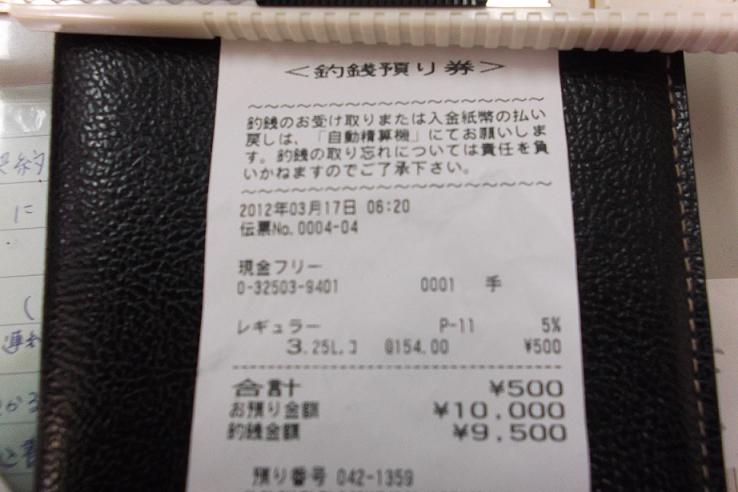 <釣銭預り券>
～～～～～～～～～～～～～～～～～～～～
釣銭のお受け取りまたは入金紙幣の払い
戻しは、「自動精算機」にてお願いしま
す。釣銭の取り忘れについては責任を負
いかねますのでご了承下さい。
～～～～～～～～～～～～～～～～～～～～
2012年03月17日 06:20
伝票No.0004-04
現金フリー
0-32503-9401 0001 手
レギュラー P-11 5%
3.25L.コ @154.00 ¥500
--------------------------------
合計 ¥500
お預り金額 ¥10,000
釣銭金額 ¥9,500
預り番号 042-1359